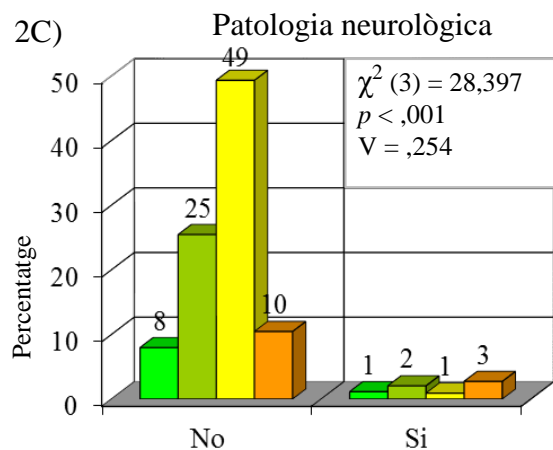 2C)
Patologia neurològica
χ² (3) = 28,397
p < ,001
V = ,254
Percentatge
50
40
30
20
10
0
8
25
49
10
1
2
1
3
No
Si